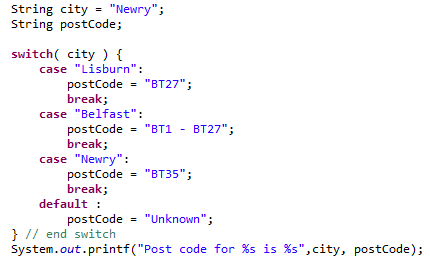 String city = "Newry";
String postCode;
switch( city ) {
case "Lisburn":
postCode = "BT27";
break;
case "Belfast":
postCode = "BT1 - BT27";
break;
case "Newry":
postCode = "BT35";
break;
default :
postCode = "Unknown";
} // end switch
System.out.printf("Post code for %s is %s",city, postCode);